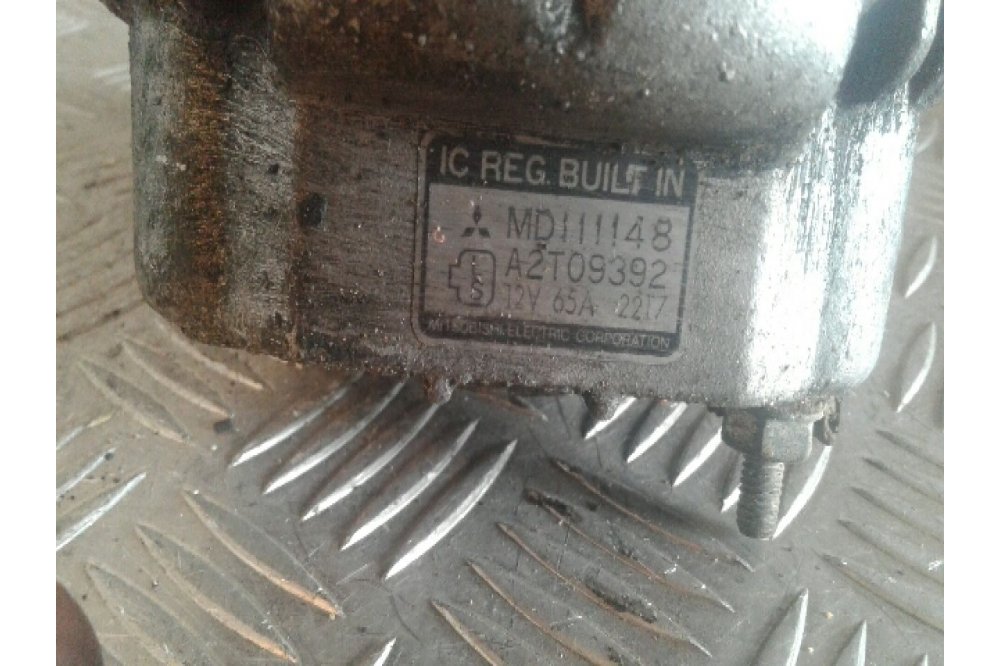 IC REG. BUILT IN
MD111148
A2T09392
L
S
12V 65A 2217
MITSUBISHI ELECTRIC CORPORATION